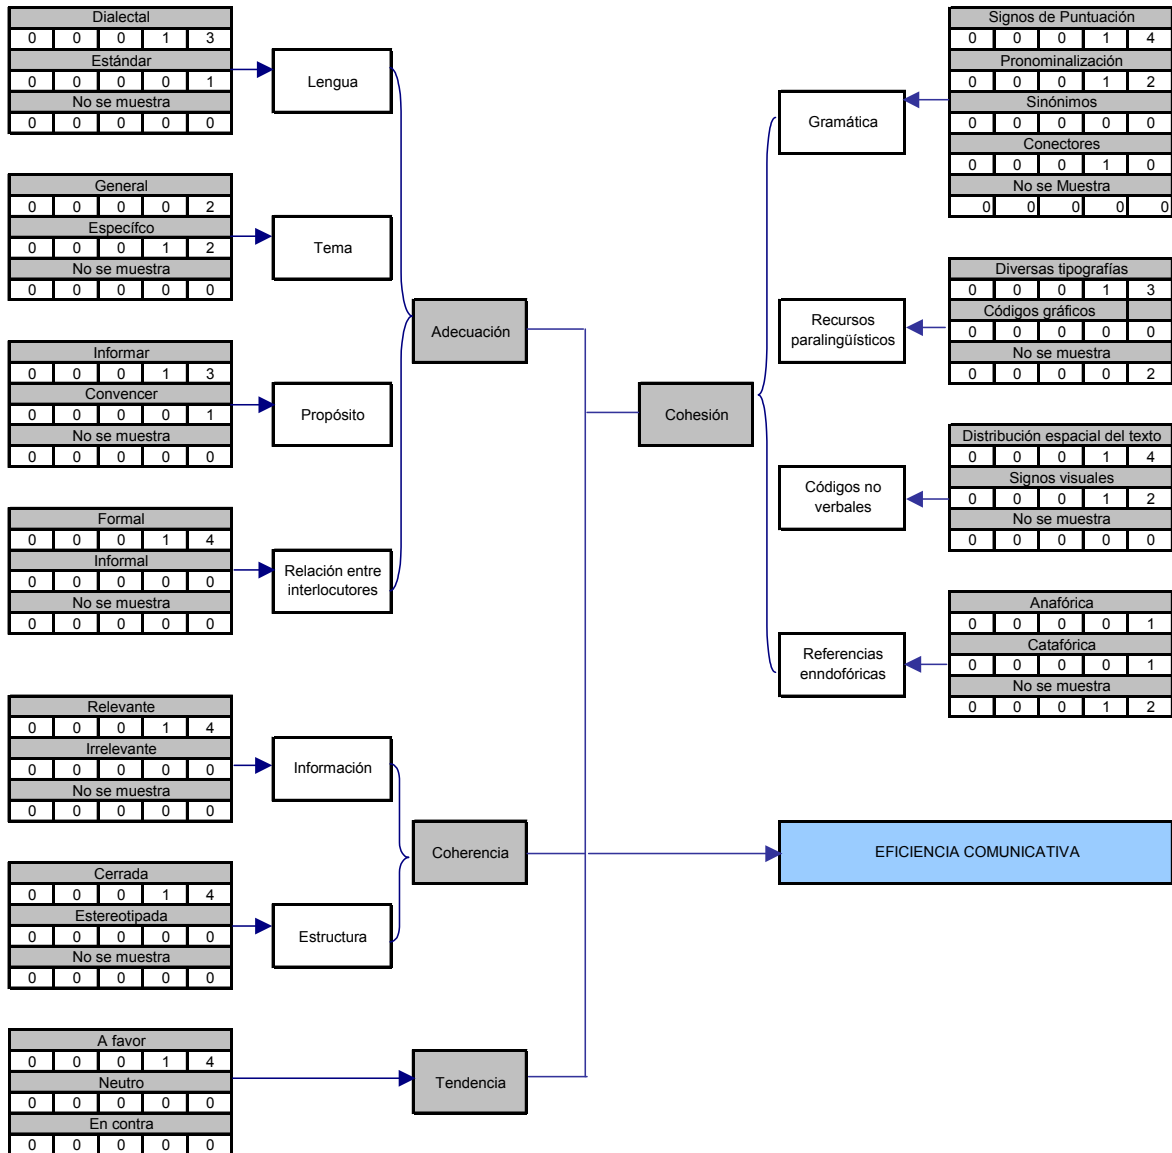 Dialectal
0 0 0 1 3
Estándar
0 0 0 0 1
No se muestra
0 0 0 0 0
Lengua
General
0 0 0 0 2
Específco
0 0 0 1 2
No se muestra
0 0 0 0 0
Tema
Informar
0 0 0 1 3
Convencer
0 0 0 0 1
No se muestra
0 0 0 0 0
Propósito
Formal
0 0 0 1 4
Informal
0 0 0 0 0
No se muestra
0 0 0 0 0
Relación entre
interlocutores
Adecuación
Relevante
0 0 0 1 4
Irrelevante
0 0 0 0 0
No se muestra
0 0 0 0 0
Información
Cerrada
0 0 0 1 4
Estereotipada
0 0 0 0 0
No se muestra
0 0 0 0 0
Estructura
Coherencia
A favor
0 0 0 1 4
Neutro
0 0 0 0 0
En contra
0 0 0 0 0
Tendencia
Cohesión
Gramática
Signos de Puntuación
0 0 0 1 4
Pronominalización
0 0 0 1 2
Sinónimos
0 0 0 0 0
Conectores
0 0 0 1 0
No se Muestra
0 0 0 0 0
Recursos
paralingüísticos
Diversas tipografías
0 0 0 1 3
Códigos gráficos
0 0 0 0 0
No se muestra
0 0 0 0 2
Códigos no
verbales
Distribución espacial del texto
0 0 0 1 4
Signos visuales
0 0 0 1 2
No se muestra
0 0 0 0 0
Referencias
enndofóricas
Anafórica
0 0 0 0 1
Catafórica
0 0 0 0 1
No se muestra
0 0 0 1 2
EFICIENCIA COMUNICATIVA